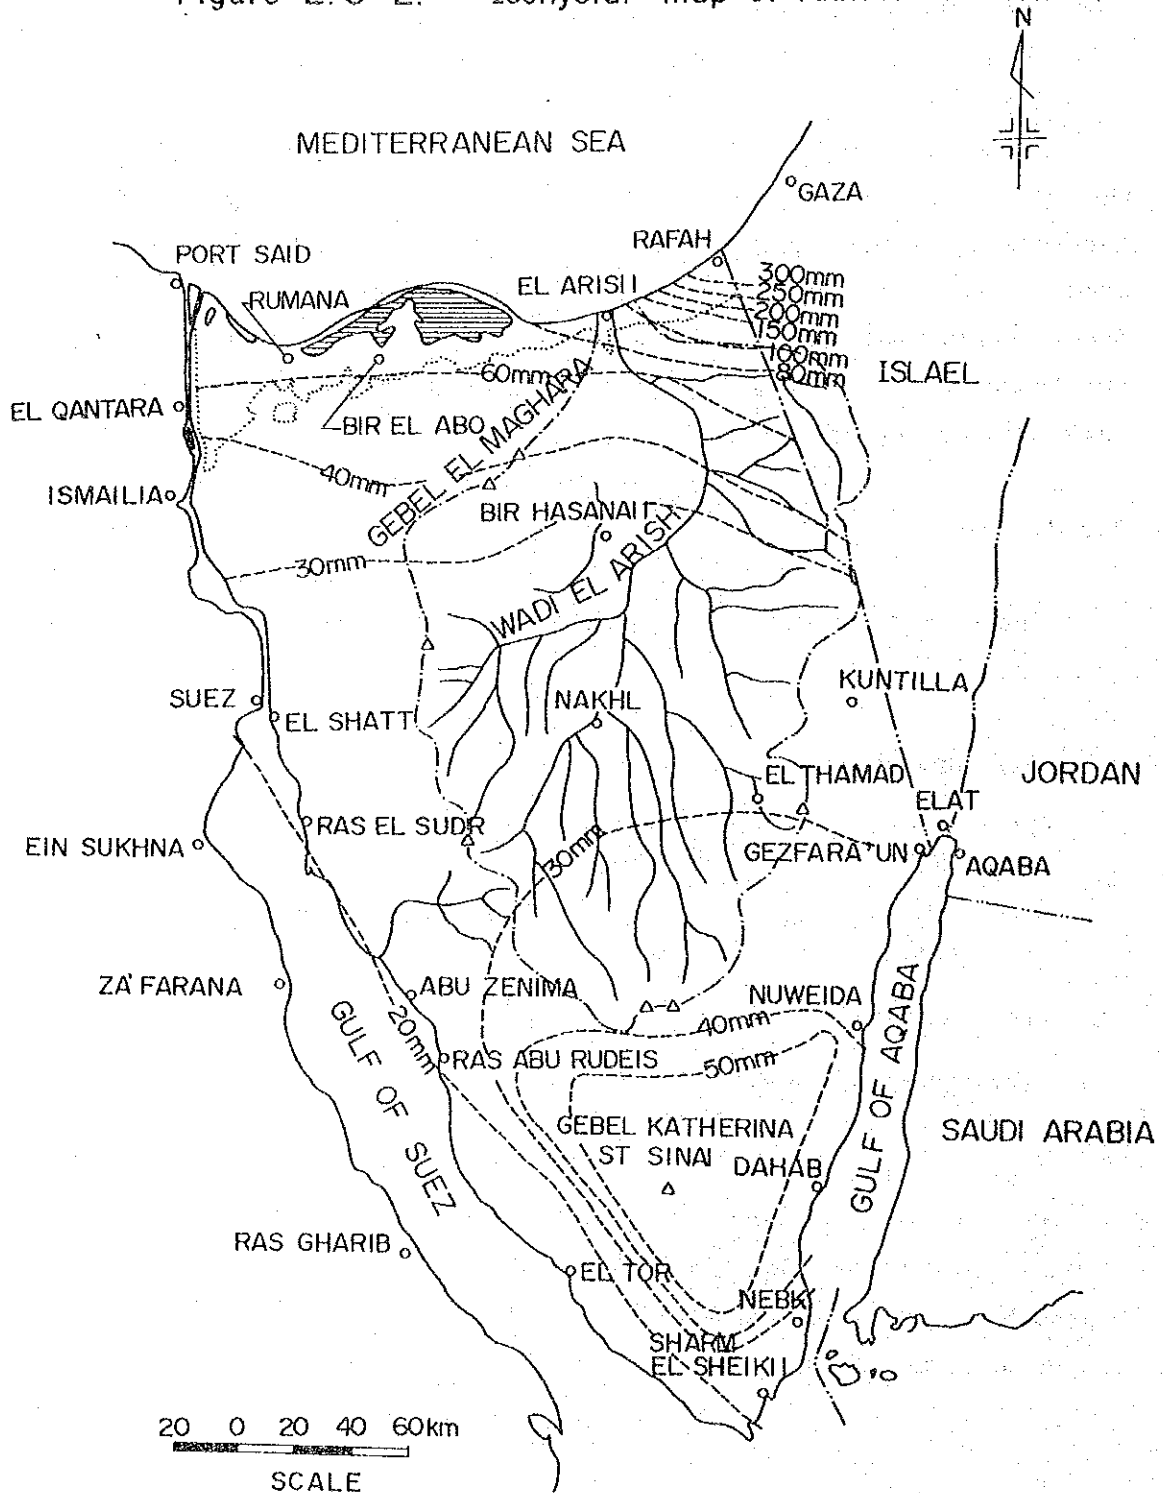 Figure
map
N
MEDITERRANEAN SEA
GAZA
RAFAH
PORT SAID
300mm
EL ARISH
250mm
RUMANA
200mm
150mm
100mm
60mm
80mm
ISLAEL
EL QANTARA
BIR EL ABO
GEBEL EL MAGHARA
40mm
ISMAILIA
BIR HASANAH
30mm
WADI EL ARISH
KUNTILLA
SUEZ
NAKHL
EL SHATT
EL THAMAD
JORDAN
ELAT
RAS EL SUDR
EIN SUKHNA
30mm
GEZFARA'UN
AQABA
ZA'FARANA
ABU ZENIMA
NUWEIDA
20mm
40mm
RAS ABU RUDEIS
50mm
GULF OF SUEZ
GULF OF AQABA
GEBEL KATHERINA
ST SINAI
DAHAB
SAUDI ARABIA
RAS GHARIB
EL TOR
NEBK
SHARM
EL SHEIKH
20 0 20 40 60km
SCALE